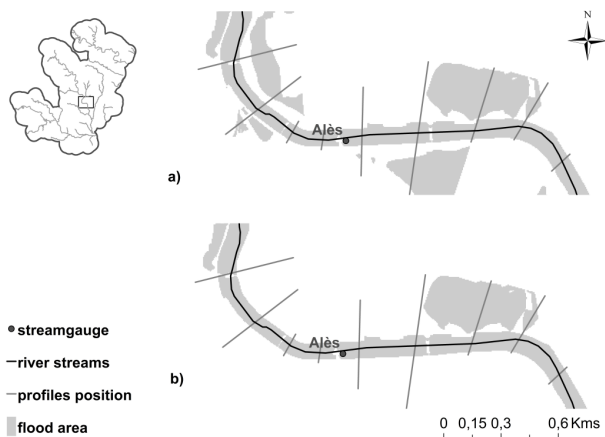 N
Alès
a)
Alès
b)
streamgauge
river streams
profiles position
flood area
0 0,15 0,3 0,6 Kms